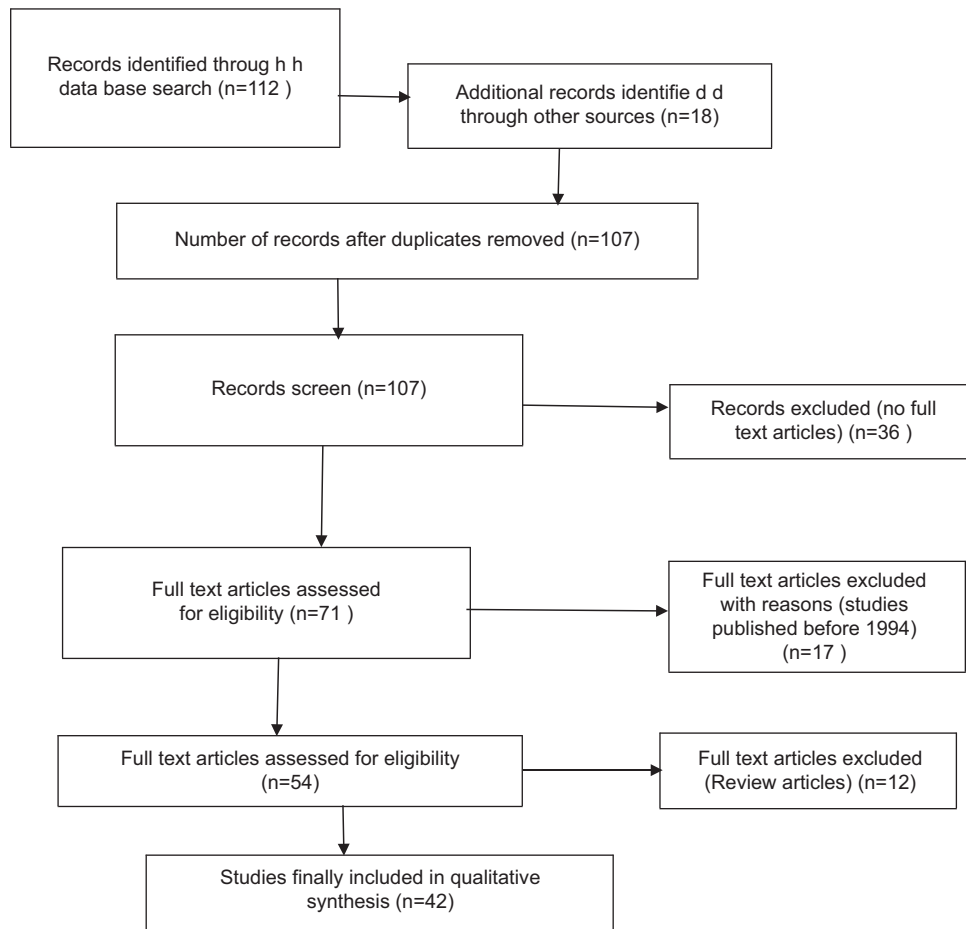 Records identified throug h h
data base search (n=112 )
Additional records identifie d d
through other sources (n=18)
Number of records after duplicates removed (n=107)
Records screen (n=107)
Records excluded (no full
text articles) (n=36 )
Full text articles assessed
for eligibility (n=71 )
Full text articles excluded
with reasons (studies
published before 1994)
(n=17 )
Full text articles assessed for eligibility
(n=54)
Full text articles excluded
(Review articles) (n=12)
Studies finally included in qualitative
synthesis (n=42)